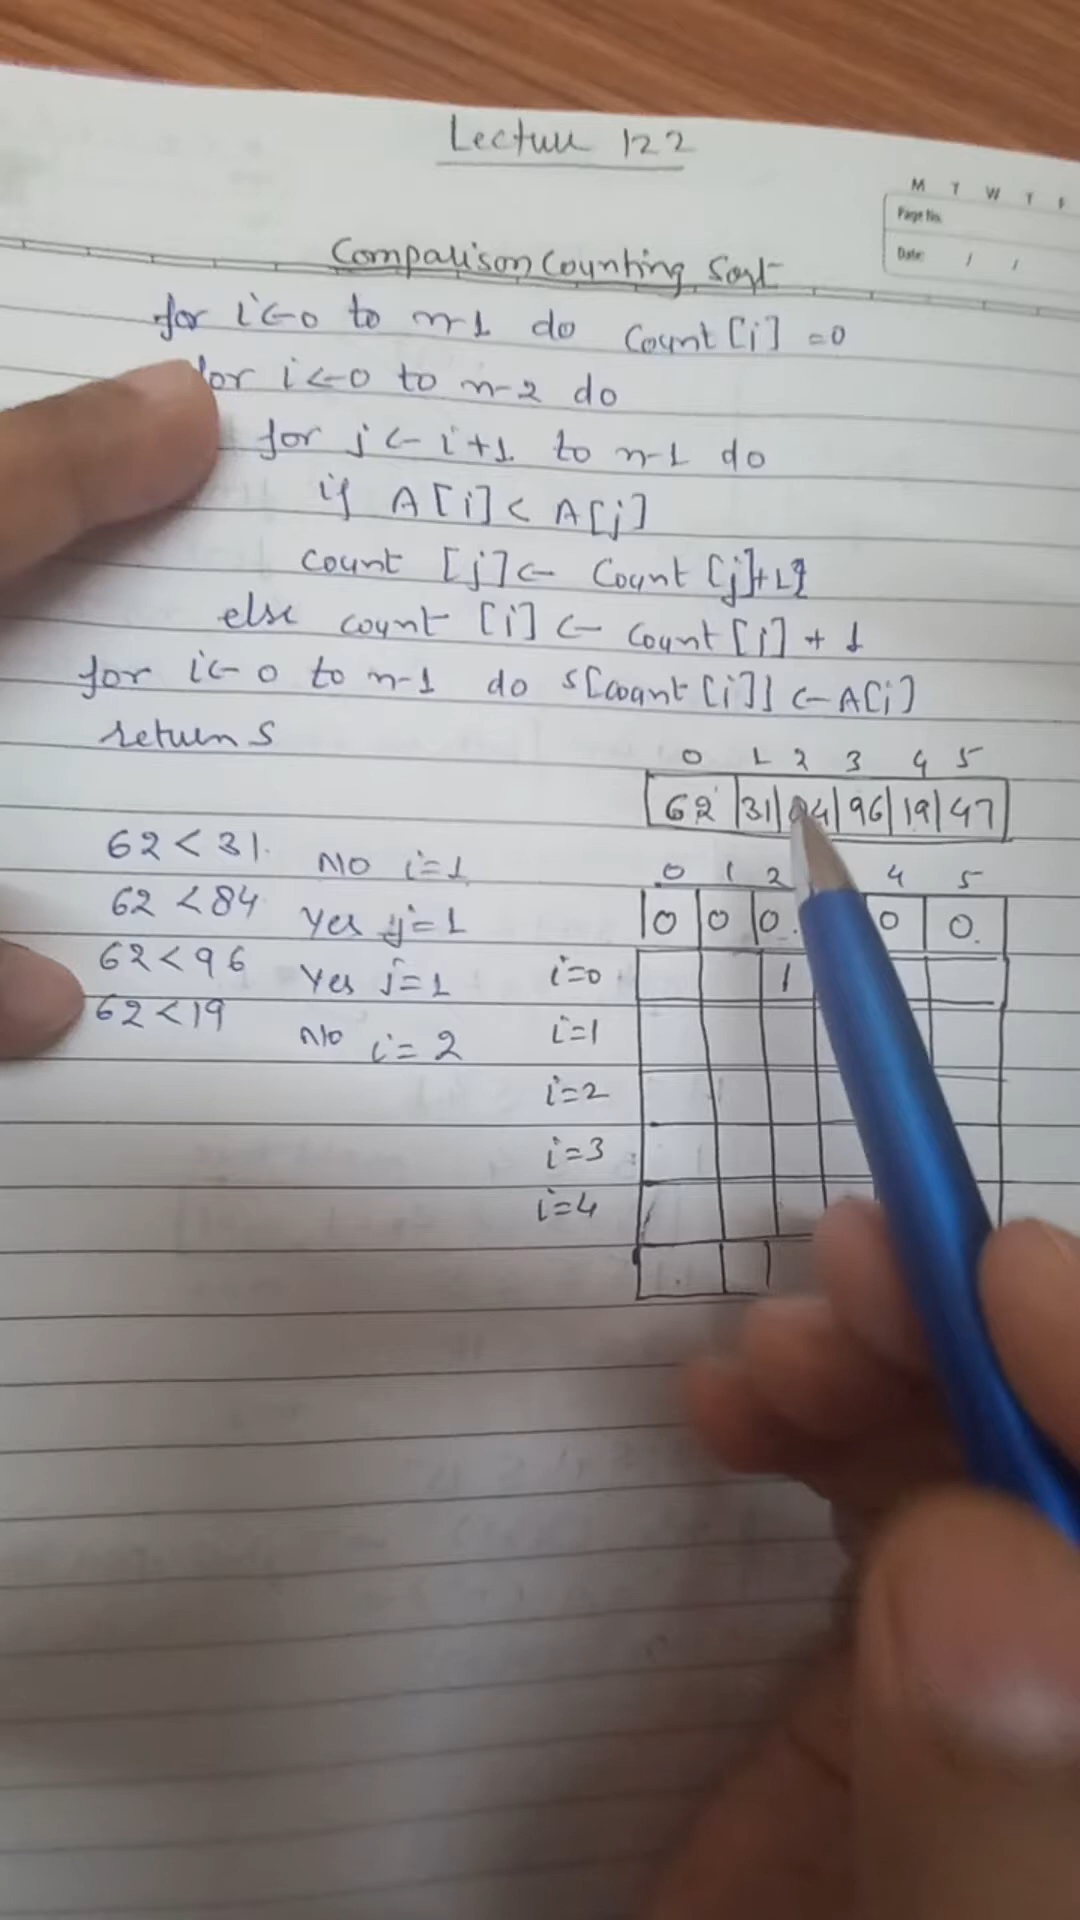 Lecture 122
M T W T F
Page No.
Date: / /
Comparison Counting Sort
for i<-0 to n-1 do Count[i] =0
for i<-0 to n-2 do
for j<-i+1 to n-1 do
if A[i]< A[j]
count [j]<- Count [j]+1}
else count [i] <- Count[i] + 1
for i<-0 to n-1 do S[count[i]] <-A[i]
return S
0 1 2 3 4 5
62 |31| |96|19|47
62<31. NO i=1
62<84 Yes j=1
62<96 Yes j=1
62<19 NO i=2
0 1 2 4 5
0 0 0. 0 0.
i=0 1
i=1
i=2
i=3
i=4